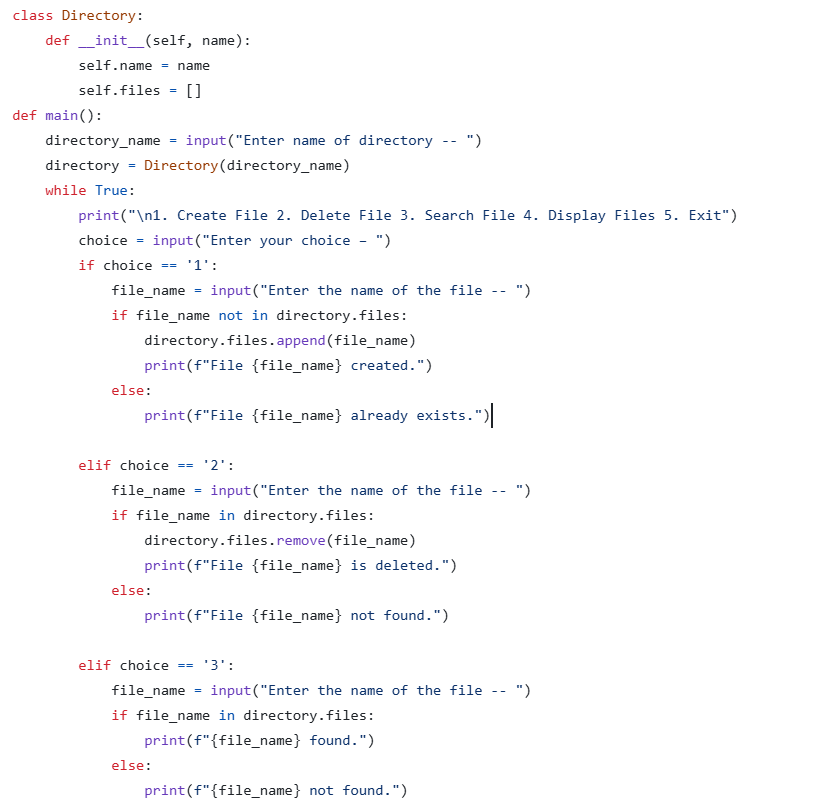 class Directory:
    def __init__(self, name):
        self.name = name
        self.files = []
def main():
    directory_name = input("Enter name of directory -- ")
    directory = Directory(directory_name)
    while True:
        print("\n1. Create File 2. Delete File 3. Search File 4. Display Files 5. Exit")
        choice = input("Enter your choice – ")
        if choice == '1':
            file_name = input("Enter the name of the file -- ")
            if file_name not in directory.files:
                directory.files.append(file_name)
                print(f"File {file_name} created.")
            else:
                print(f"File {file_name} already exists.")

        elif choice == '2':
            file_name = input("Enter the name of the file -- ")
            if file_name in directory.files:
                directory.files.remove(file_name)
                print(f"File {file_name} is deleted.")
            else:
                print(f"File {file_name} not found.")

        elif choice == '3':
            file_name = input("Enter the name of the file -- ")
            if file_name in directory.files:
                print(f"{file_name} found.")
            else:
                print(f"{file_name} not found.")